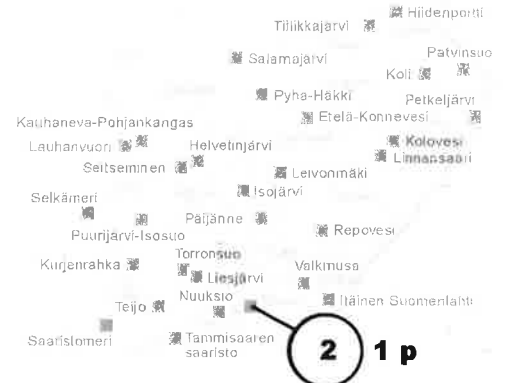 Hiidenportti
Tiilikkajärvi
Patvinsuo
Salamajärvi
Koli
Pyhä-Häkki
Petkeljärvi
Etelä-Konnevesi
Kauhaneva-Pohjankangas
Kolovesi
Lauhanvuori
Helvetinjärvi
Linnansaari
Seitseminen
Leivonmäki
Isojärvi
Selkämeri
Päijänne
Puurijärvi-Isosuo
Repovesi
Torronsuo
Kurjenrahka
Liesjärvi
Valkmusa
Nuuksio
Itäinen Suomenlahti
Teijo
Saaristomeri
Tammisaaren
saaristo
2
1 p